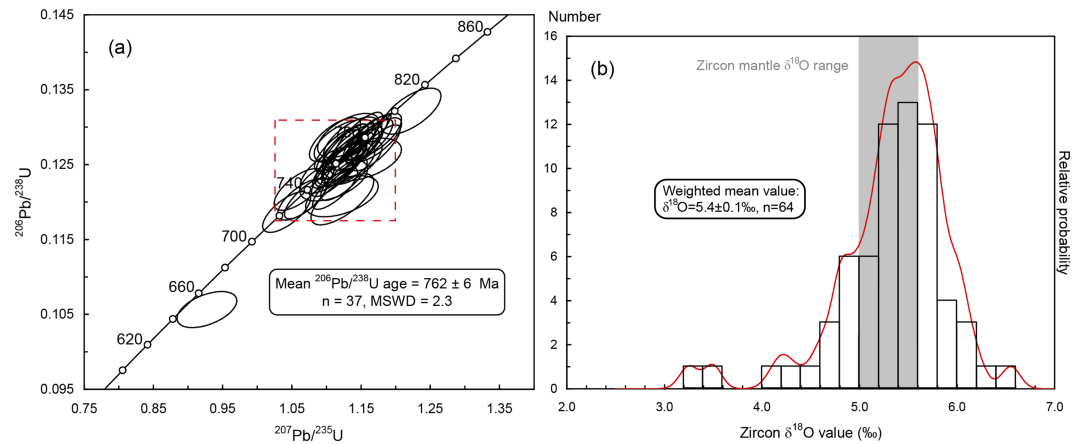 (a)
0.145
0.135
0.125
0.115
0.105
0.095
²⁰⁶Pb/²³⁸U
860
820
740
700
660
620
Mean ²⁰⁶Pb/²³⁸U age = 762 ± 6 Ma
n = 37, MSWD = 2.3
0.75 0.85 0.95 1.05 1.15 1.25 1.35
²⁰⁷Pb/²³⁵U
Number
(b)
16
14
12
10
8
6
4
2
0
Zircon mantle δ¹⁸O range
Weighted mean value:
δ¹⁸O=5.4±0.1‰, n=64
Relative probability
2.0 3.0 4.0 5.0 6.0 7.0
Zircon δ¹⁸O value (‰)